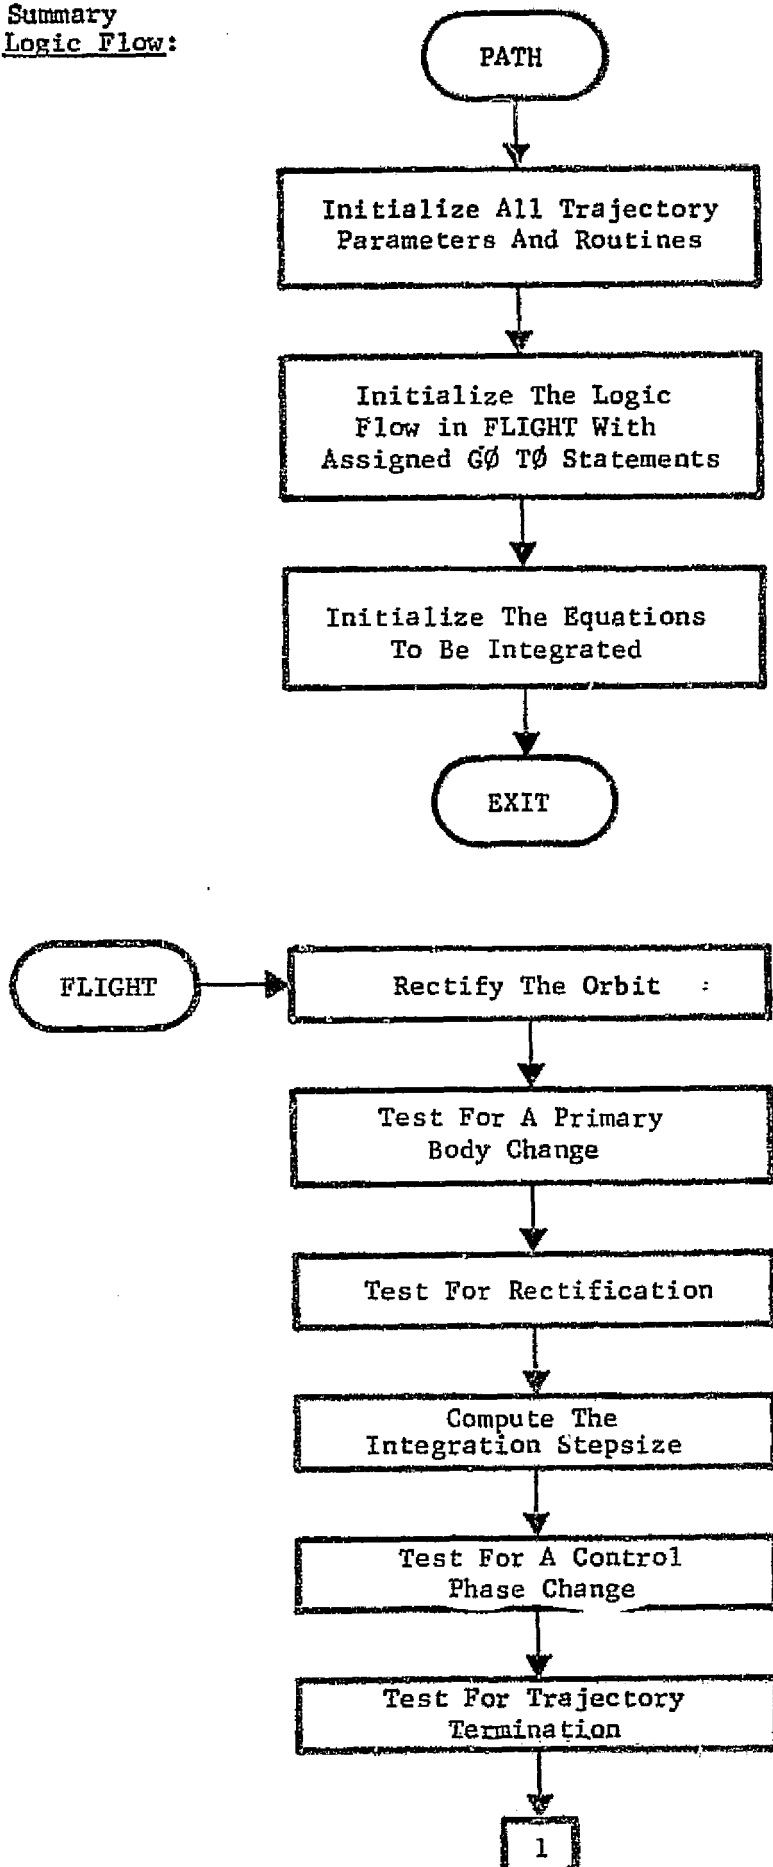 Summary
Logic Flow:
PATH
Initialize All Trajectory
Parameters And Routines
Initialize The Logic
Flow in FLIGHT With
Assigned GØ TØ Statements
Initialize The Equations
To Be Integrated
EXIT
FLIGHT
Rectify The Orbit
Test For A Primary
Body Change
Test For Rectification
Compute The
Integration Stepsize
Test For A Control
Phase Change
Test For Trajectory
Termination
1